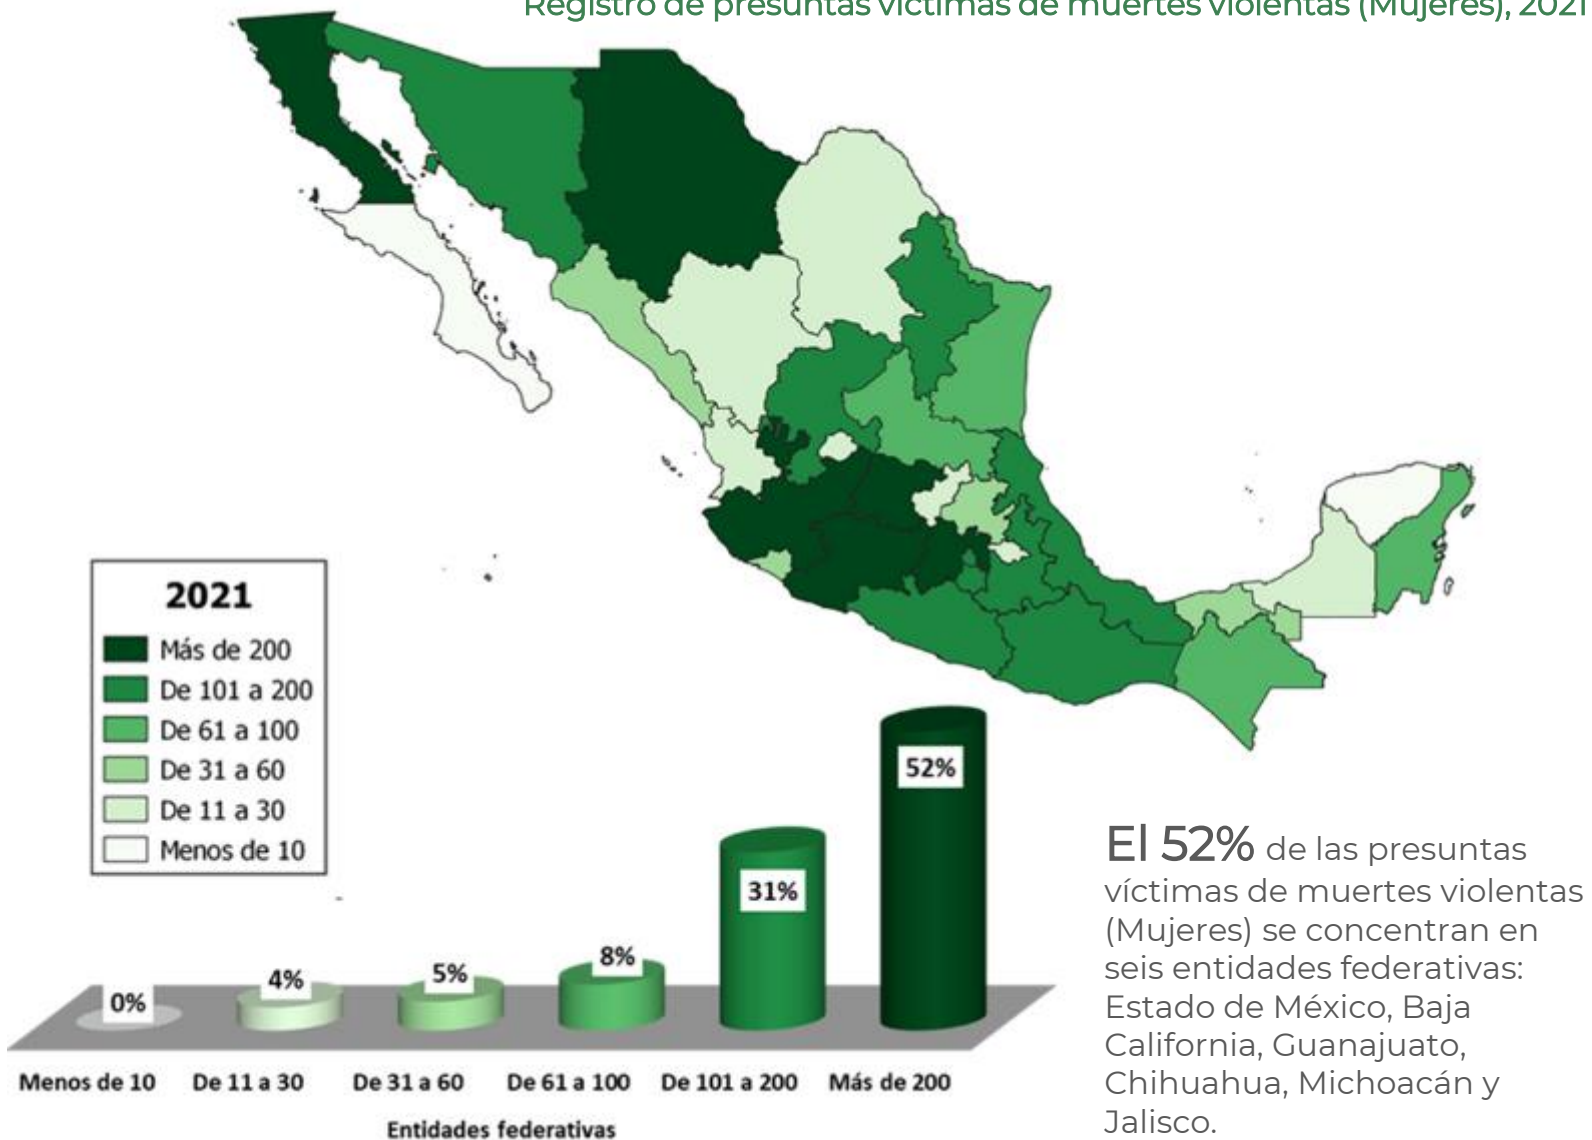 Registro de presuntas víctimas de muertes violentas (Mujeres), 2021
2021
Más de 200
De 101 a 200
De 61 a 100
De 31 a 60
De 11 a 30
Menos de 10
0%
4%
5%
8%
31%
52%
Menos de 10
De 11 a 30
De 31 a 60
De 61 a 100
De 101 a 200
Más de 200
Entidades federativas
El 52% de las presuntas
víctimas de muertes violentas
(Mujeres) se concentran en
seis entidades federativas:
Estado de México, Baja
California, Guanajuato,
Chihuahua, Michoacán y
Jalisco.